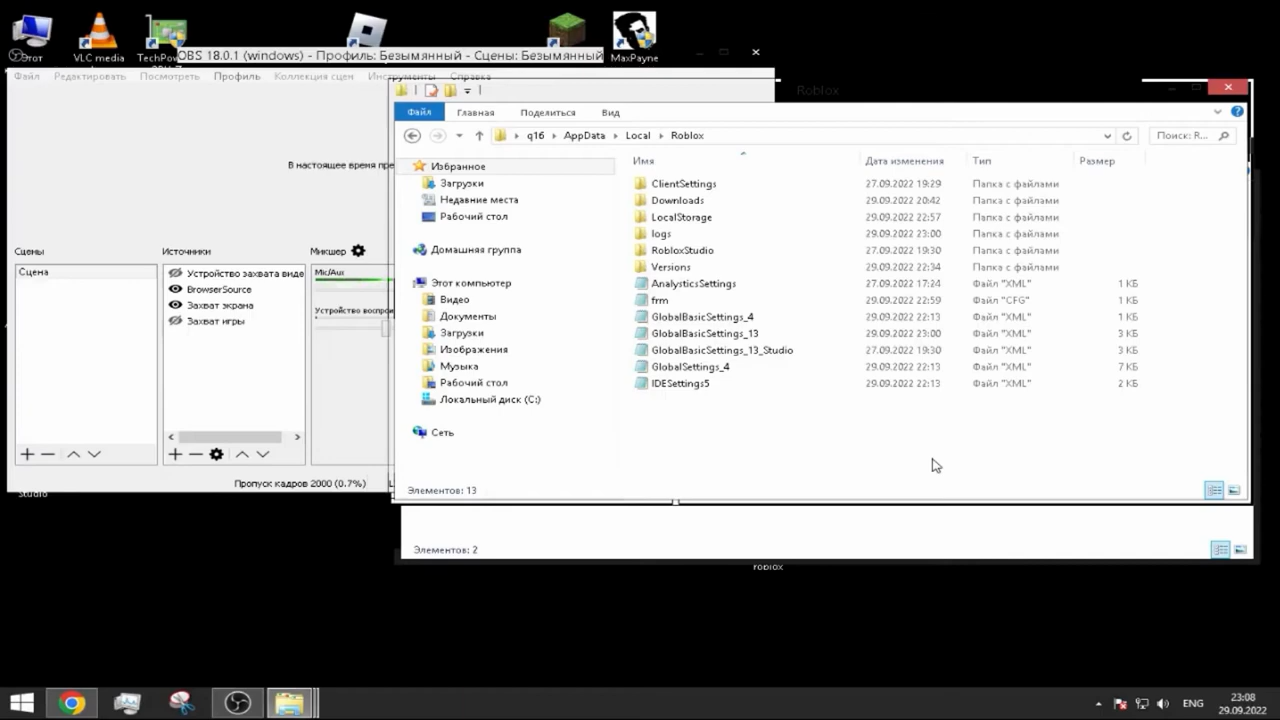 Этот
VLC media
TechPow
MaxPayne
OBS 18.0.1 (windows) - Профиль: Безымянный - Сцены: Безымянный
Файл Редактировать Посмотреть Профиль Коллекция сцен Инструменты Справка
В настоящее время пре
Сцены
Сцена
Источники
Устройство захвата виде
BrowserSource
Захват экрана
Захват игры
Микшер
Mic/Aux
Устройство воспрои
Пропуск кадров 2000 (0.7%)
Studio
Roblox
Файл Главная Поделиться Вид
q16 AppData Local Roblox
Поиск: R...
Избранное
Загрузки
Недавние места
Рабочий стол
Домашняя группа
Этот компьютер
Видео
Документы
Загрузки
Изображения
Музыка
Рабочий стол
Локальный диск (C:)
Сеть
Имя Дата изменения Тип Размер
ClientSettings 27.09.2022 19:29 Папка с файлами
Downloads 29.09.2022 20:42 Папка с файлами
LocalStorage 29.09.2022 22:57 Папка с файлами
logs 29.09.2022 23:00 Папка с файлами
RobloxStudio 27.09.2022 19:30 Папка с файлами
Versions 29.09.2022 22:34 Папка с файлами
AnalysticsSettings 27.09.2022 17:24 Файл "XML" 1 КБ
frm 29.09.2022 22:59 Файл "CFG" 1 КБ
GlobalBasicSettings_4 29.09.2022 22:13 Файл "XML" 1 КБ
GlobalBasicSettings_13 29.09.2022 23:00 Файл "XML" 3 КБ
GlobalBasicSettings_13_Studio 27.09.2022 19:30 Файл "XML" 3 КБ
GlobalSettings_4 29.09.2022 22:13 Файл "XML" 7 КБ
IDESettings5 29.09.2022 22:13 Файл "XML" 2 КБ
Элементов: 13
Элементов: 2
roblox
ENG
23:08
29.09.2022